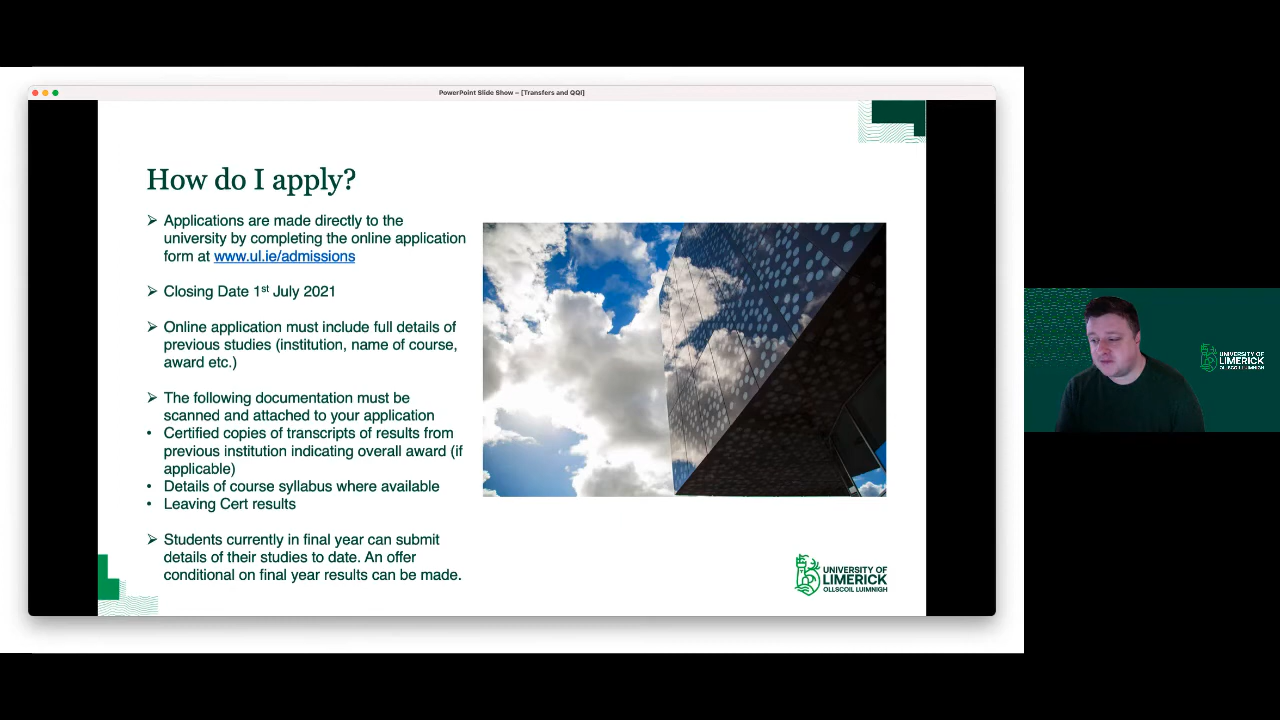 PowerPoint Slide Show – [Transfers and QQI]
How do I apply?
➢ Applications are made directly to the
university by completing the online application
form at www.ul.ie/admissions
➢ Closing Date 1st July 2021
➢ Online application must include full details of
previous studies (institution, name of course,
award etc.)
➢ The following documentation must be
scanned and attached to your application
• Certified copies of transcripts of results from
previous institution indicating overall award (if
applicable)
• Details of course syllabus where available
• Leaving Cert results
➢ Students currently in final year can submit
details of their studies to date. An offer
conditional on final year results can be made.
UNIVERSITY OF
LIMERICK
OLLSCOIL LUIMNIGH
UNIVERSITY OF
LIMERICK
OLLSCOIL LUIMNIGH